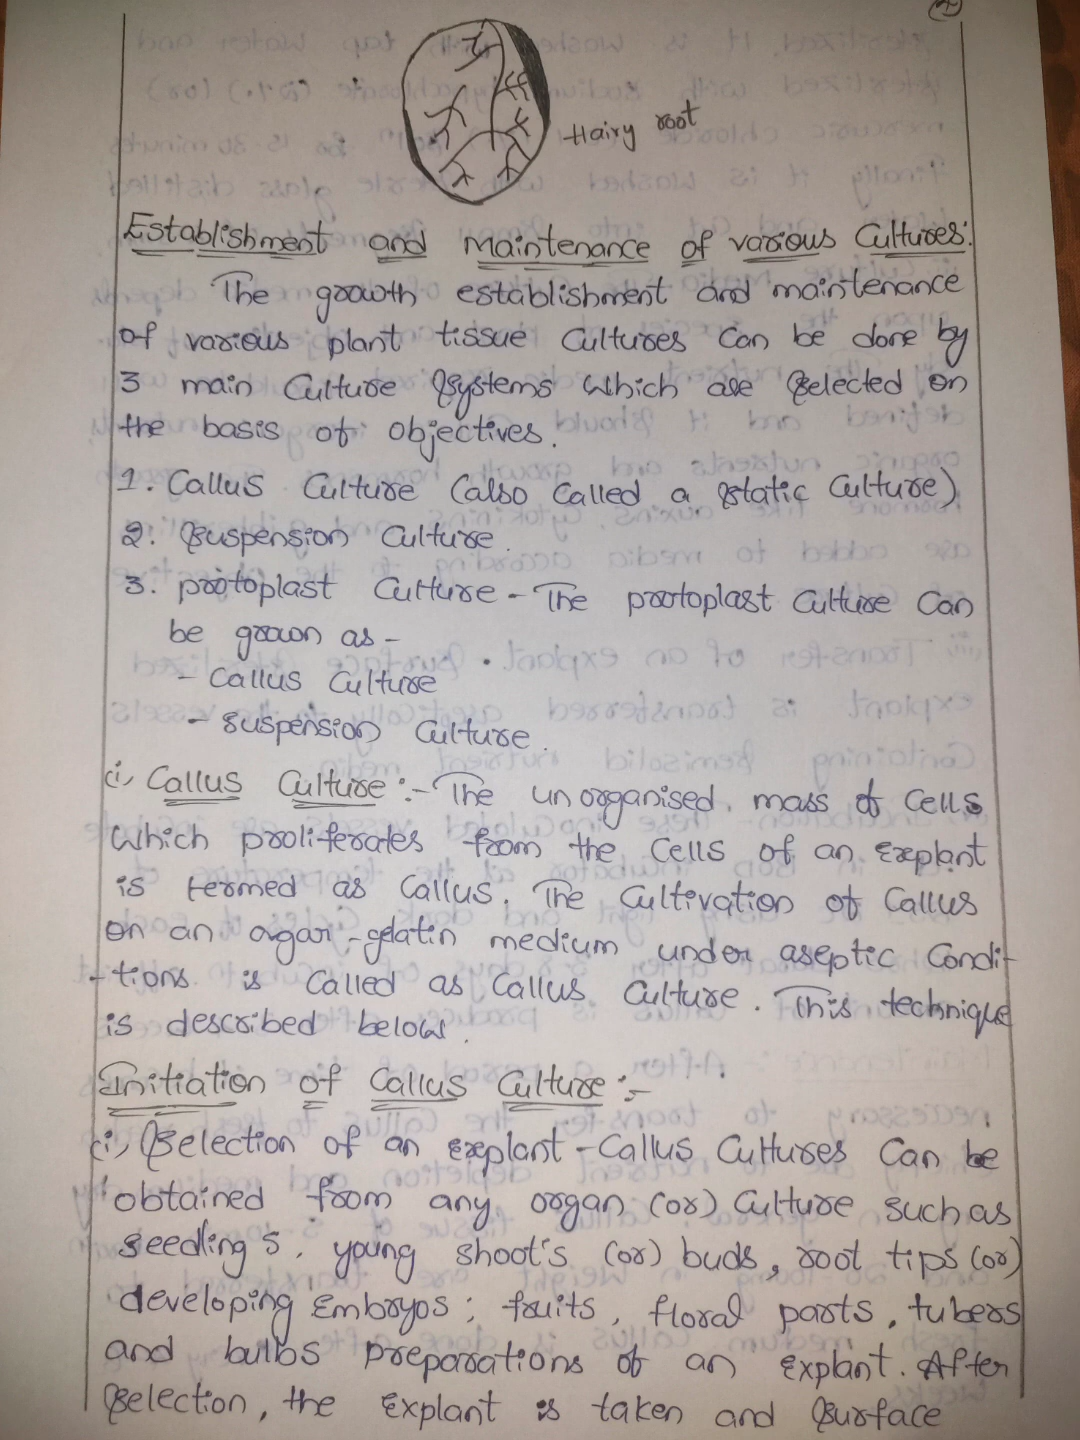 Hairy root
Establishment and Maintenance of various Cultures:
The growth establishment and maintenance
of various plant tissue Cultures Can be done by
3 main Culture Systems which are Selected on
the basis of objectives.
1. Callus Culture (also Called a static Culture)
2. Suspension Culture.
3. protoplast Culture - The protoplast Culture Can
be grown as -
- Callus Culture
- Suspension Culture.
(i) Callus Culture :- The unorganised mass of Cells
which proliferates from the Cells of an explant
is termed as Callus. The Cultivation of Callus
on an agar-gelatin medium under aseptic Condi-
-tions is Called as Callus Culture. This technique
is described below.
Initiation of Callus Culture :-
(i) Selection of an explant - Callus Cultures Can be
obtained from any organ (or) Culture such as
seedlings, young shoot's (or) buds, root tips (or)
developing Embryos; fruits, floral parts, tubers
and bulbs preparations of an explant. After
Selection, the explant is taken and Surface